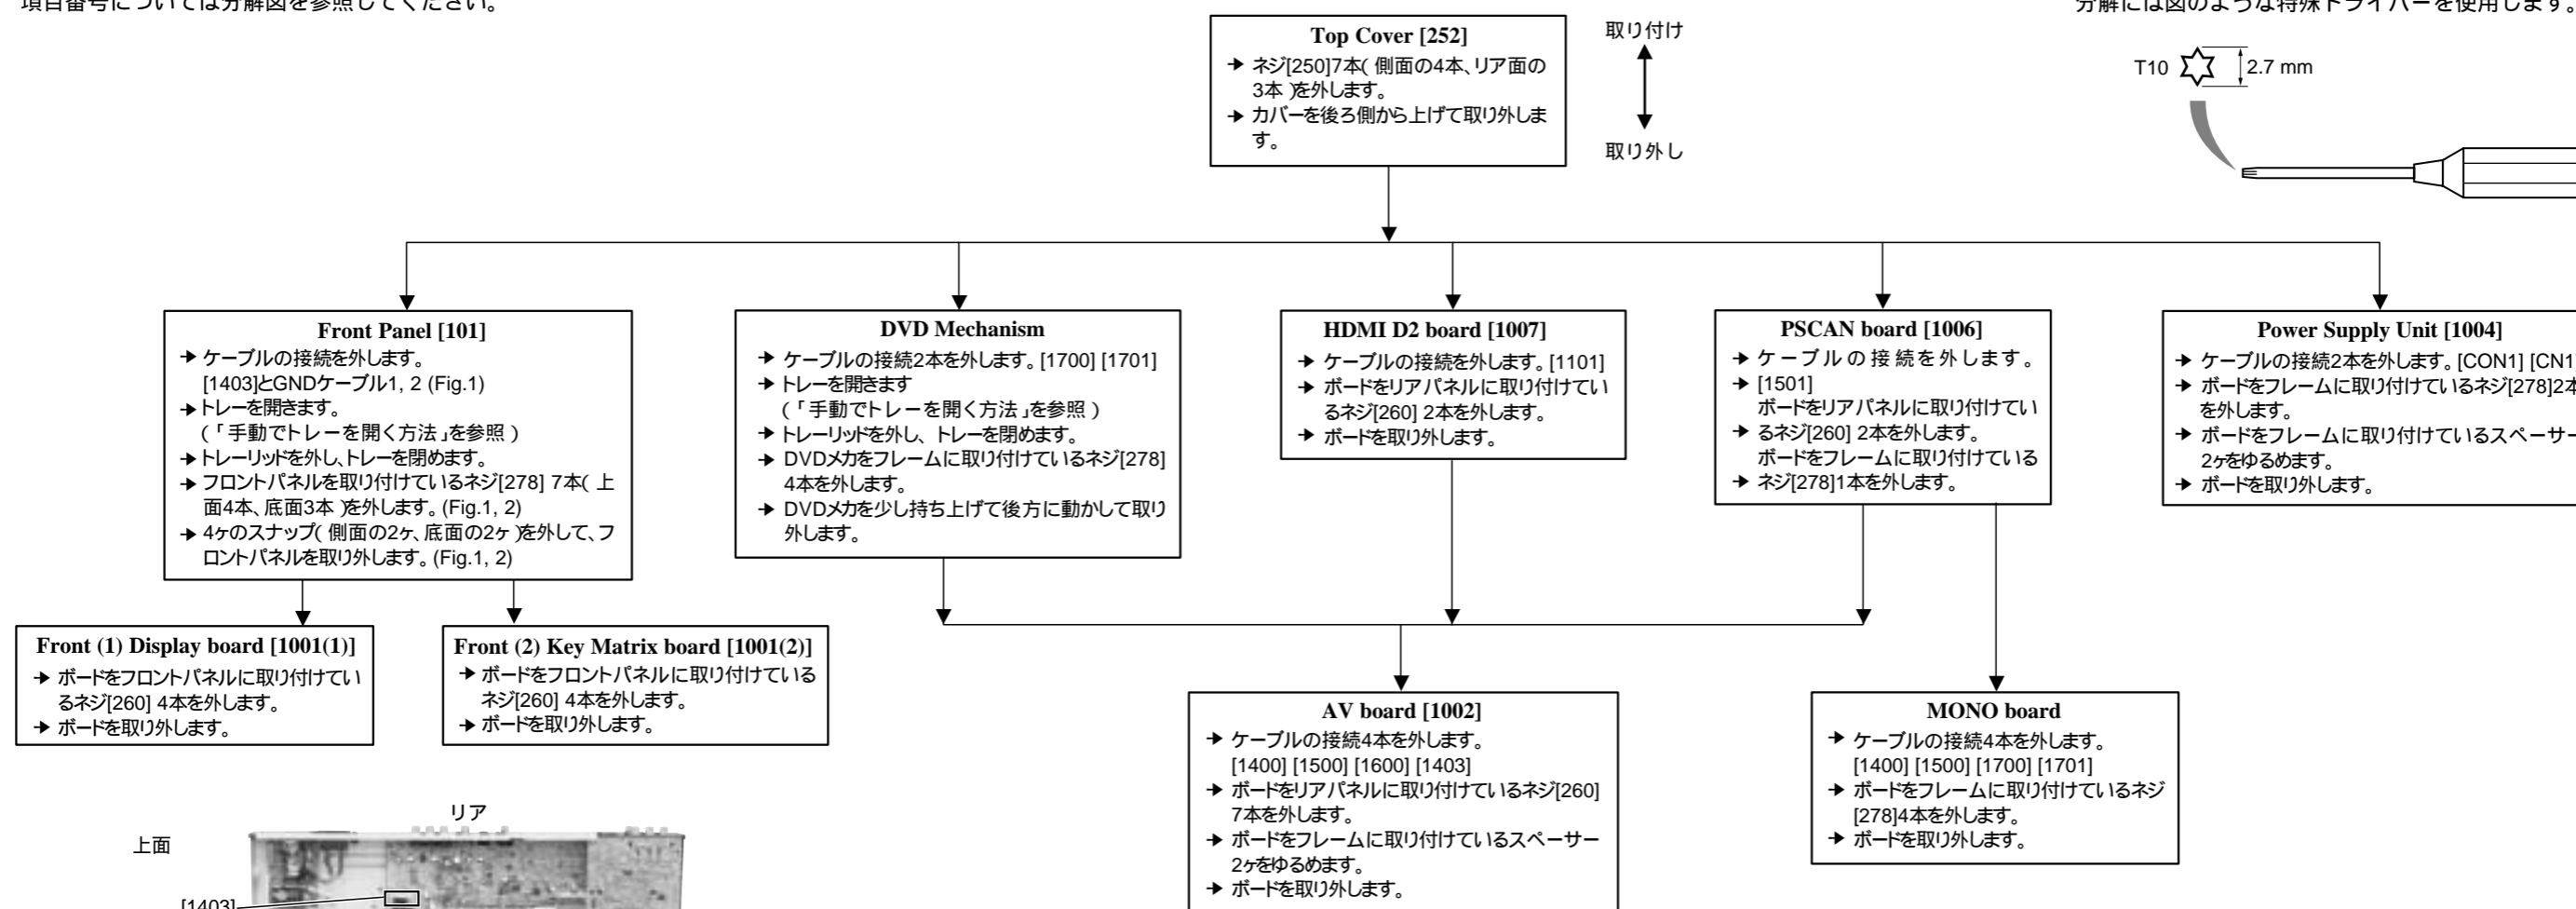 項目番号については分解図を参照してください。
分解には図のような特殊ドライバーを使用します。
Top Cover [252]
ネジ[250]7本(側面の4本、リア面の
3本)を外します。
カバーを後ろ側から上げて取り外しま
す。
取り付け
取り外し
T10
2.7 mm
Front Panel [101]
ケーブルの接続を外します。
[1403]とGNDケーブル1, 2 (Fig.1)
トレーを開きます。
(「手動でトレーを開く方法」を参照)
トレーリッドを外し、トレーを閉めます。
フロントパネルを取り付けているネジ[278] 7本(上
面4本、底面3本)を外します。(Fig.1, 2)
4ヶのスナップ(側面の2ヶ、底面の2ヶ)を外して、フ
ロントパネルを取り外します。(Fig.1, 2)
DVD Mechanism
ケーブルの接続2本を外します。[1700] [1701]
トレーを開きます
(「手動でトレーを開く方法」を参照)
トレーリッドを外し、トレーを閉めます。
DVDメカをフレームに取り付けているネジ[278]
4本を外します。
DVDメカを少し持ち上げて後方に動かして取り
外します。
HDMI D2 board [1007]
ケーブルの接続を外します。[1101]
ボードをリアパネルに取り付けてい
るネジ[260] 2本を外します。
ボードを取り外します。
PSCAN board [1006]
ケーブルの接続を外します。
[1501]
ボードをリアパネルに取り付けてい
るネジ[260] 2本を外します。
ボードをフレームに取り付けている
ネジ[278]1本を外します。
Power Supply Unit [1004]
ケーブルの接続2本を外します。[CON1] [CN1
ボードをフレームに取り付けているネジ[278]2本
を外します。
ボードをフレームに取り付けているスペーサー
2ヶをゆるめます。
ボードを取り外します。
Front (1) Display board [1001(1)]
ボードをフロントパネルに取り付けてい
るネジ[260] 4本を外します。
ボードを取り外します。
Front (2) Key Matrix board [1001(2)]
ボードをフロントパネルに取り付けている
ネジ[260] 4本を外します。
ボードを取り外します。
AV board [1002]
ケーブルの接続4本を外します。
[1400] [1500] [1600] [1403]
ボードをリアパネルに取り付けているネジ[260]
7本を外します。
ボードをフレームに取り付けているスペーサー
2ヶをゆるめます。
ボードを取り外します。
MONO board
ケーブルの接続4本を外します。
[1400] [1500] [1700] [1701]
ボードをフレームに取り付けているネジ
[278]4本を外します。
ボードを取り外します。
リア
上面
[1403]